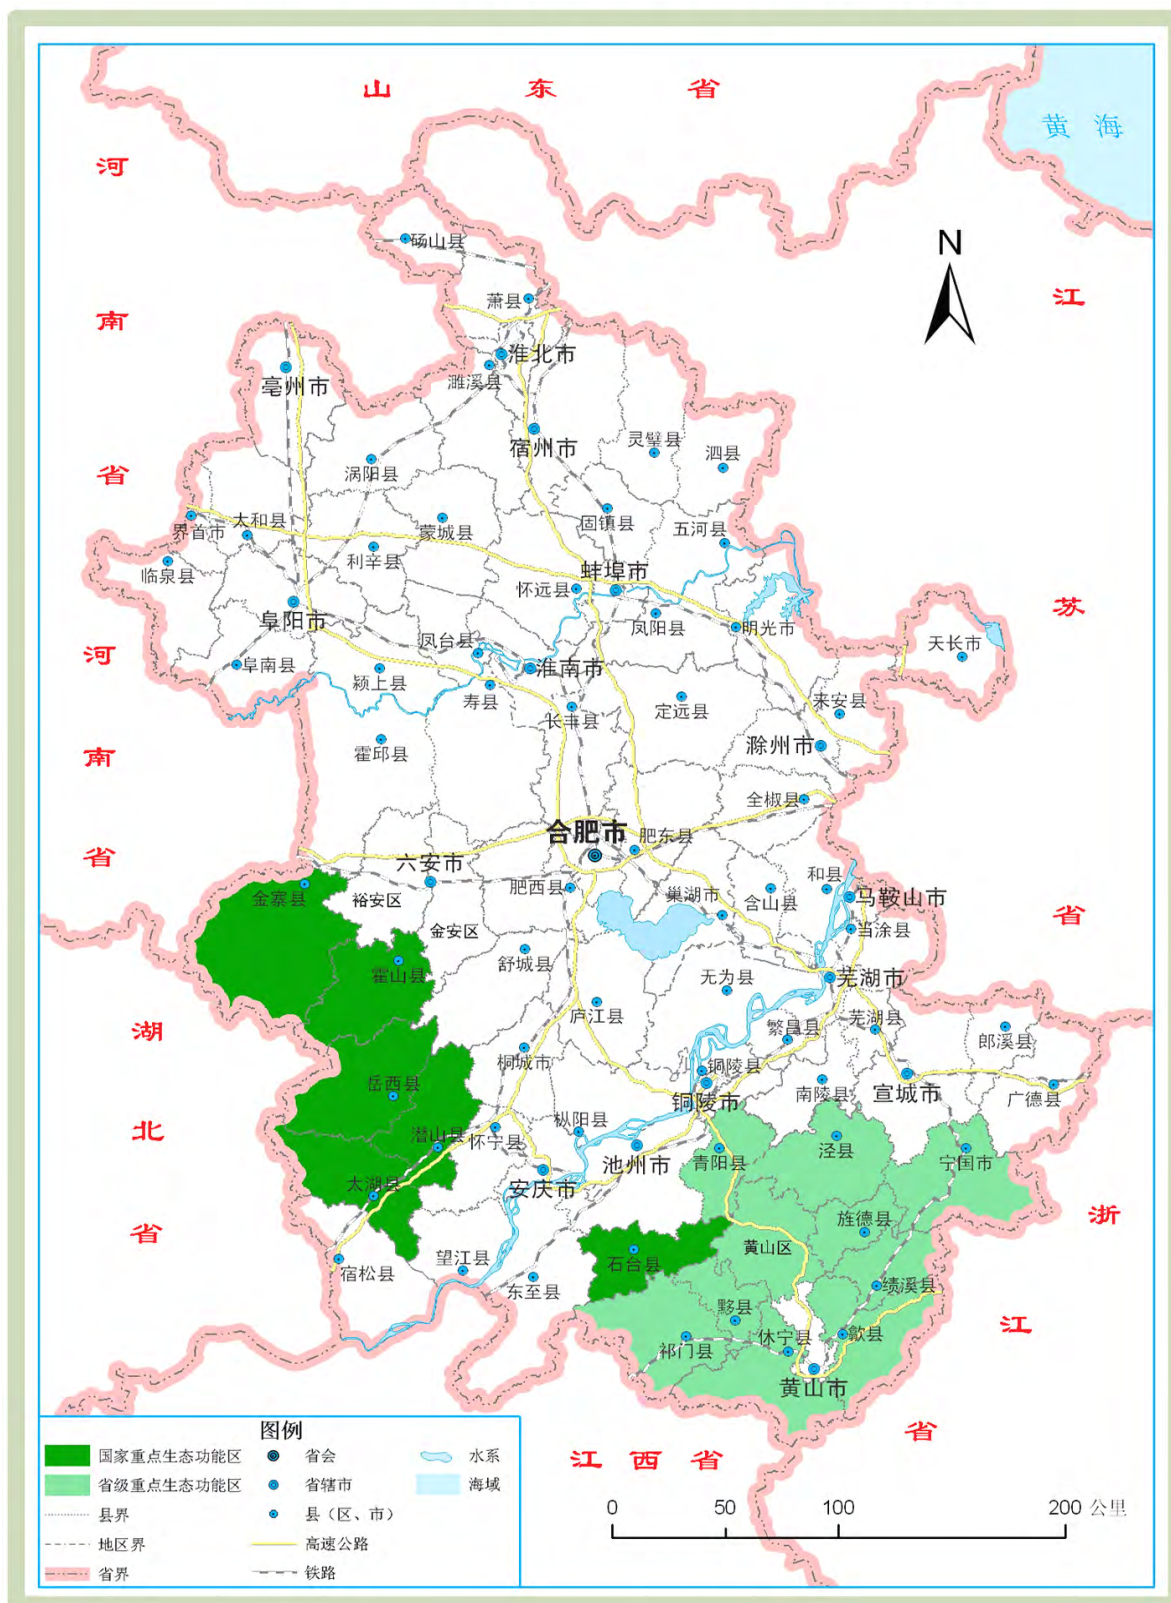 山东省
黄海
河南省
N
江苏省
砀山县
萧县
淮北市
濉溪县
亳州市
宿州市
灵璧县
泗县
涡阳县
界首市
太和县
蒙城县
固镇县
五河县
临泉县
利辛县
蚌埠市
怀远县
阜阳市
凤阳县
明光市
凤台县
天长市
河南省
阜南县
颍上县
淮南市
寿县
长丰县
定远县
来安县
霍邱县
滁州市
全椒县
合肥市
肥东县
六安市
金寨县
裕安区
肥西县
巢湖市
含山县
和县
马鞍山市
金安区
当涂县
霍山县
舒城县
无为县
芜湖市
庐江县
繁昌县
芜湖县
郎溪县
湖北省
桐城市
铜陵县
岳西县
铜陵市
南陵县
宣城市
广德县
潜山县
怀宁县
枞阳县
池州市
青阳县
泾县
宁国市
太湖县
安庆市
浙江省
旌德县
石台县
黄山区
宿松县
望江县
东至县
绩溪县
黟县
祁门县
休宁县
歙县
黄山市
江西省
图例
国家重点生态功能区
省会
水系
省级重点生态功能区
省辖市
海域
县界
县（区、市）
地区界
高速公路
省界
铁路
0 50 100 200 公里